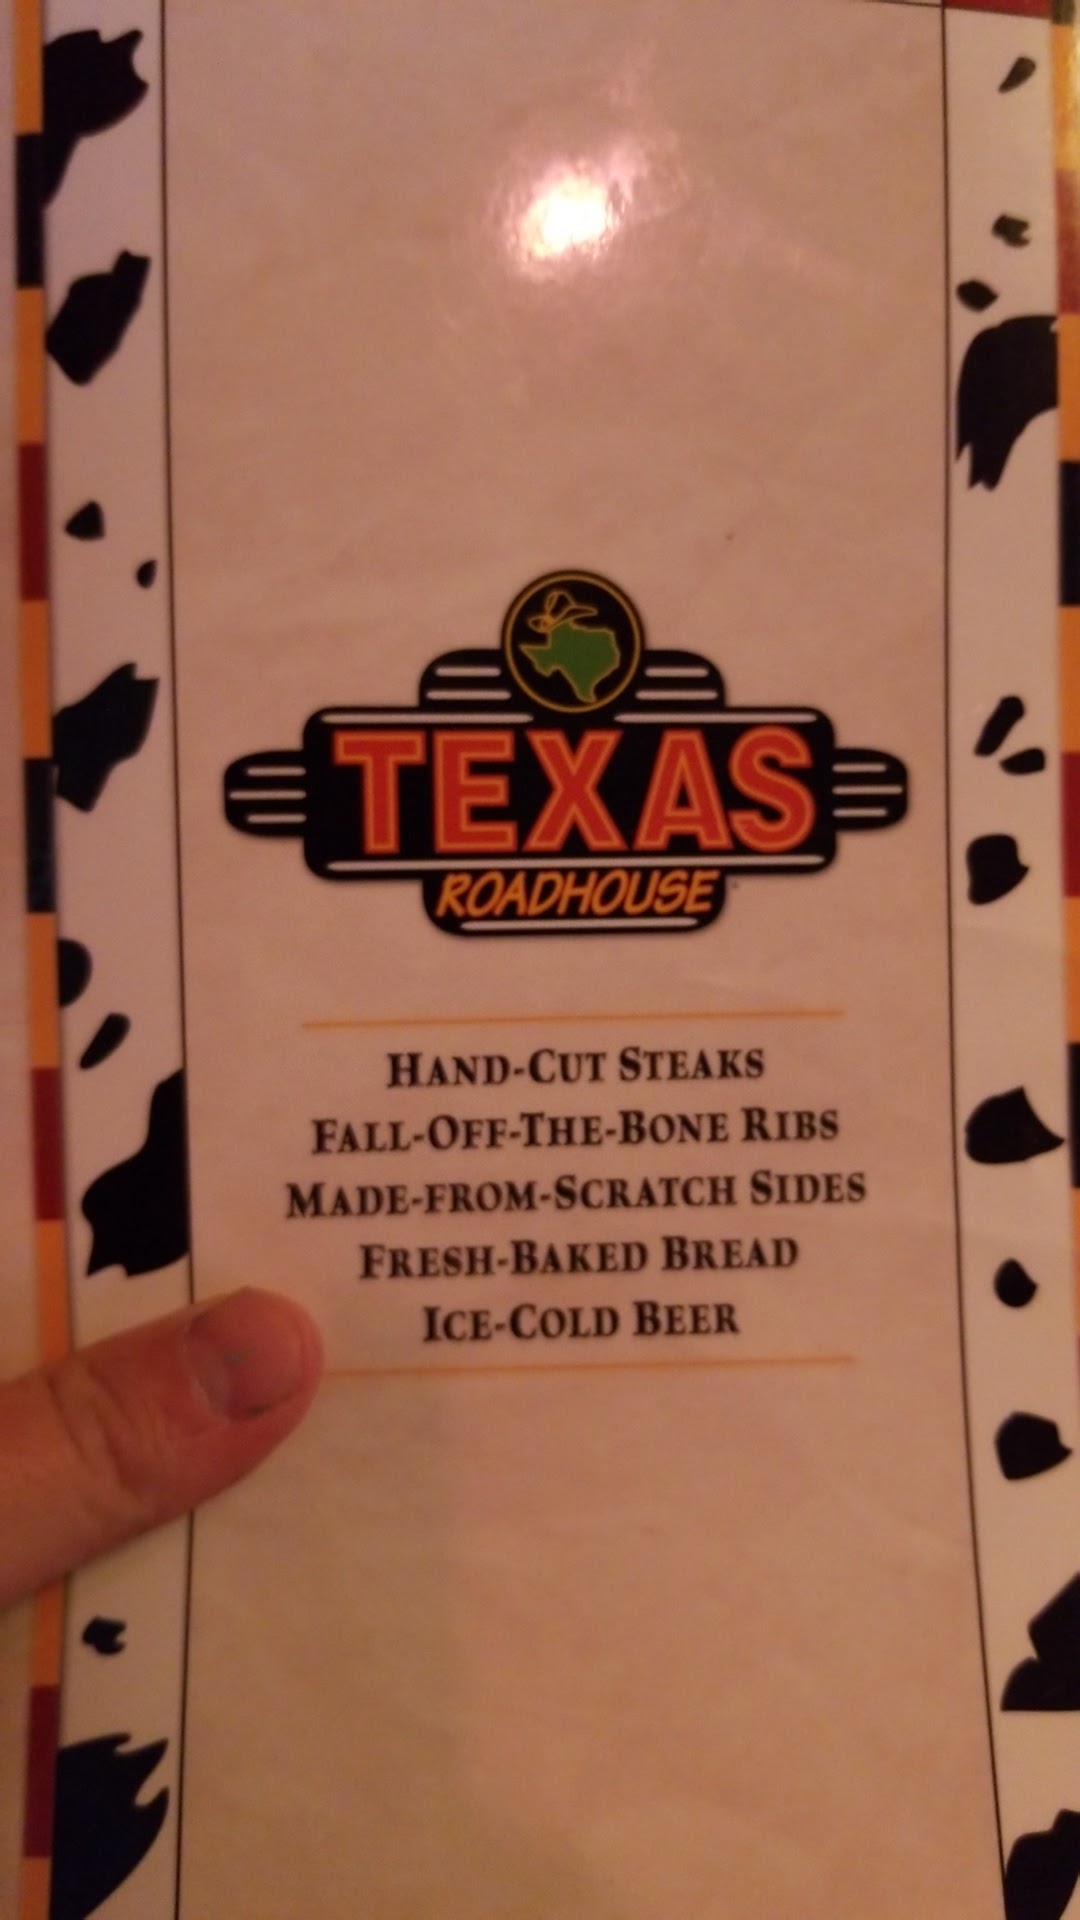 TEXAS
ROADHOUSE
HAND-CUT STEAKS
FALL-OFF-THE-BONE RIBS
MADE-FROM-SCRATCH SIDES
FRESH-BAKED BREAD
ICE-COLD BEER